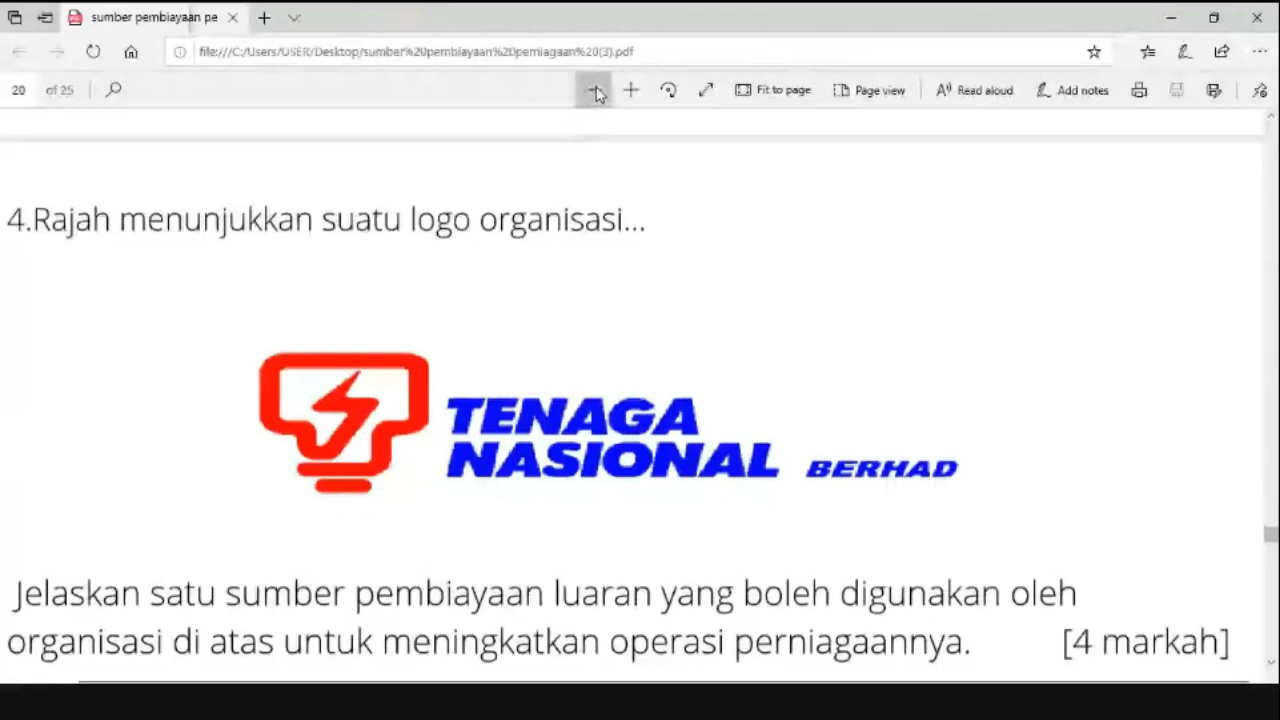 sumber pembiayaan pe
file:///C:/Users/USER/Desktop/sumber%20pembiayaan%20perniagaan%20(3).pdf
20 of 25
Fit to page
Page view
Read aloud
Add notes
4.Rajah menunjukkan suatu logo organisasi...
TENAGA
NASIONAL BERHAD
Jelaskan satu sumber pembiayaan luaran yang boleh digunakan oleh
organisasi di atas untuk meningkatkan operasi perniagaannya. [4 markah]